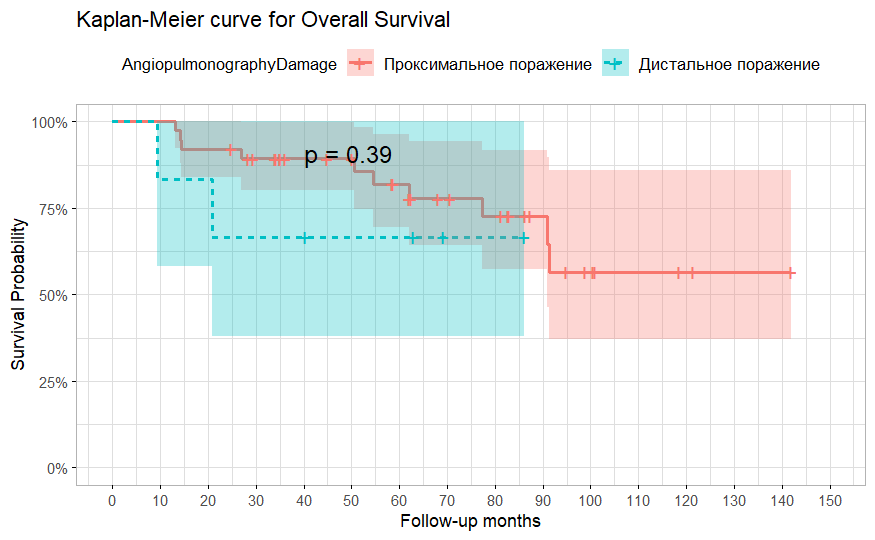 Kaplan-Meier curve for Overall Survival
AngiopulmonographyDamage Проксимальное поражение Дистальное поражение
100%
p = 0.39
75%
50%
25%
0%
Survival Probability
0 10 20 30 40 50 60 70 80 90 100 110 120 130 140 150
Follow-up months